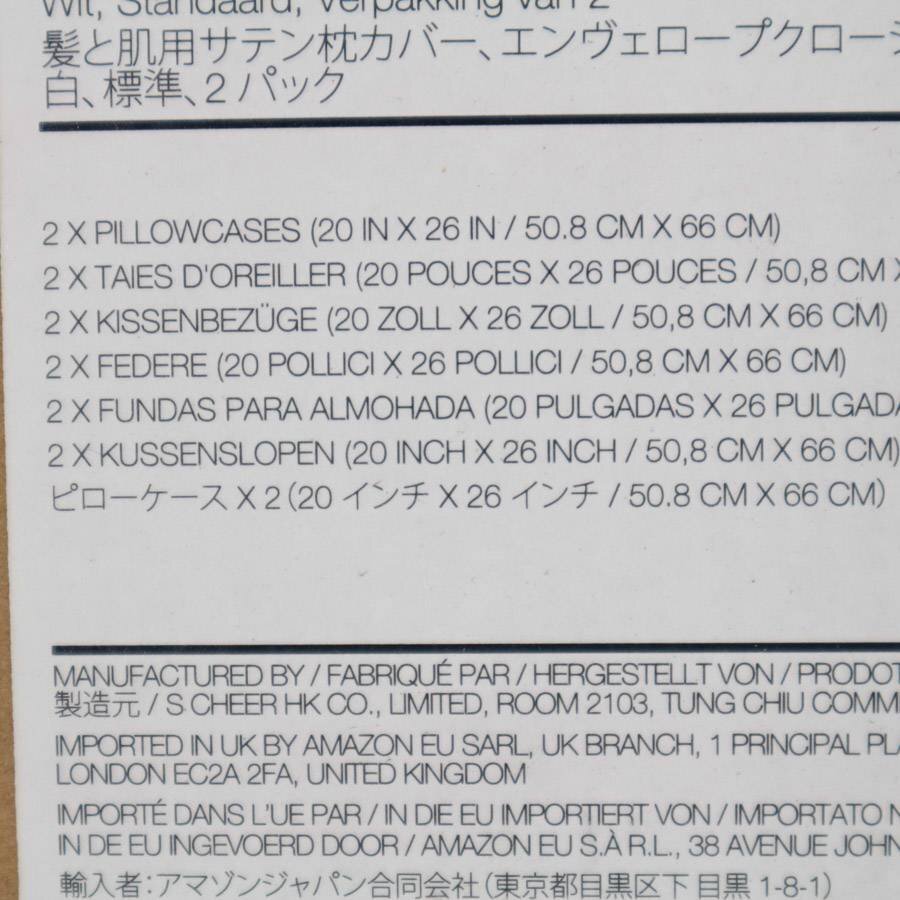 Wit, Standaard, Verpakking van 2
髪と肌用サテン枕カバー、エンヴェロープクロージ
白、標準、2 パック
2 X PILLOWCASES (20 IN X 26 IN / 50.8 CM X 66 CM)
2 X TAIES D'OREILLER (20 POUCES X 26 POUCES / 50,8 CM X
2 X KISSENBEZÜGE (20 ZOLL X 26 ZOLL / 50,8 CM X 66 CM)
2 X FEDERE (20 POLLICI X 26 POLLICI / 50,8 CM X 66 CM)
2 X FUNDAS PARA ALMOHADA (20 PULGADAS X 26 PULGADA
2 X KUSSENSLOPEN (20 INCH X 26 INCH / 50,8 CM X 66 CM)
ピローケース X 2 (20 インチ X 26 インチ / 50.8 CM X 66 CM)
MANUFACTURED BY / FABRIQUÉ PAR / HERGESTELLT VON / PRODOT
製造元 / S CHEER HK CO., LIMITED, ROOM 2103, TUNG CHIU COMM
IMPORTED IN UK BY AMAZON EU SARL, UK BRANCH, 1 PRINCIPAL PLA
LONDON EC2A 2FA, UNITED KINGDOM
IMPORTÉ DANS L'UE PAR / IN DIE EU IMPORTIERT VON / IMPORTATO N
IN DE EU INGEVOERD DOOR / AMAZON EU S.À R.L., 38 AVENUE JOHN
輸入者:アマゾンジャパン合同会社(東京都目黒区下 目黒 1-8-1)